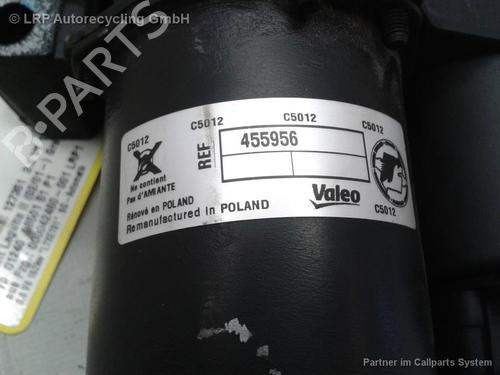 © LRP Autorecycling GmbH
B-PARTS
C5012
C5012
C5012
C5012
REF
455956
Ne contient
Pas d'AMIANTE
Rénové en POLAND
Remanufactured in POLAND
Valeo
C5012
Partner im Callparts System